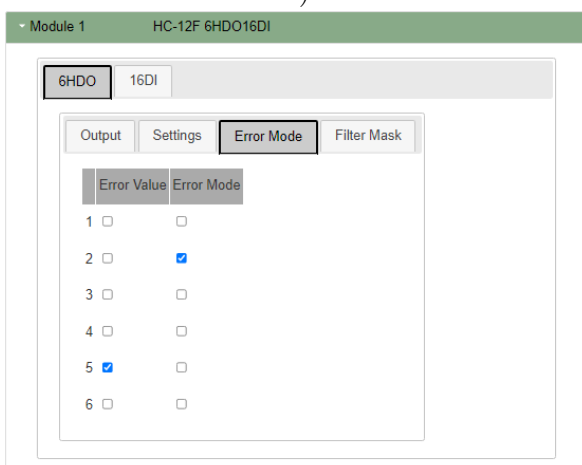 Module 1 HC-12F 6HDO16DI
6HDO 16DI
Output Settings Error Mode Filter Mask
Error Value Error Mode
1
2
3
4
5
6